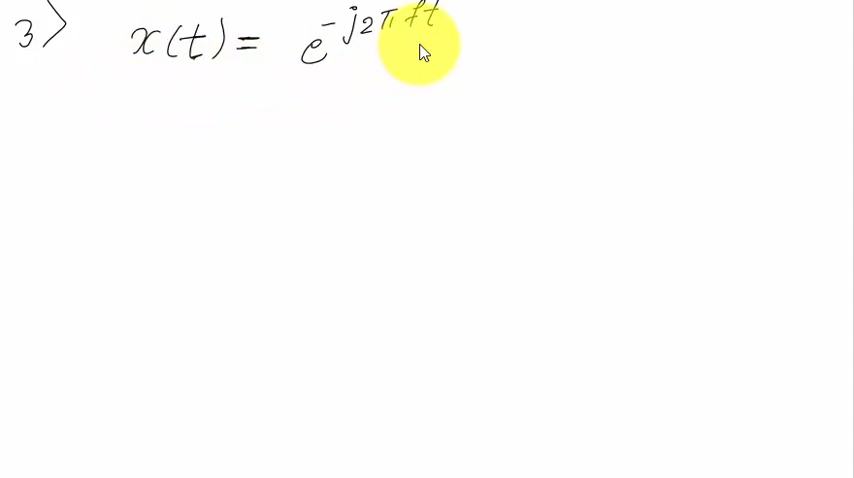 3> x(t) = e^{-j2πft}